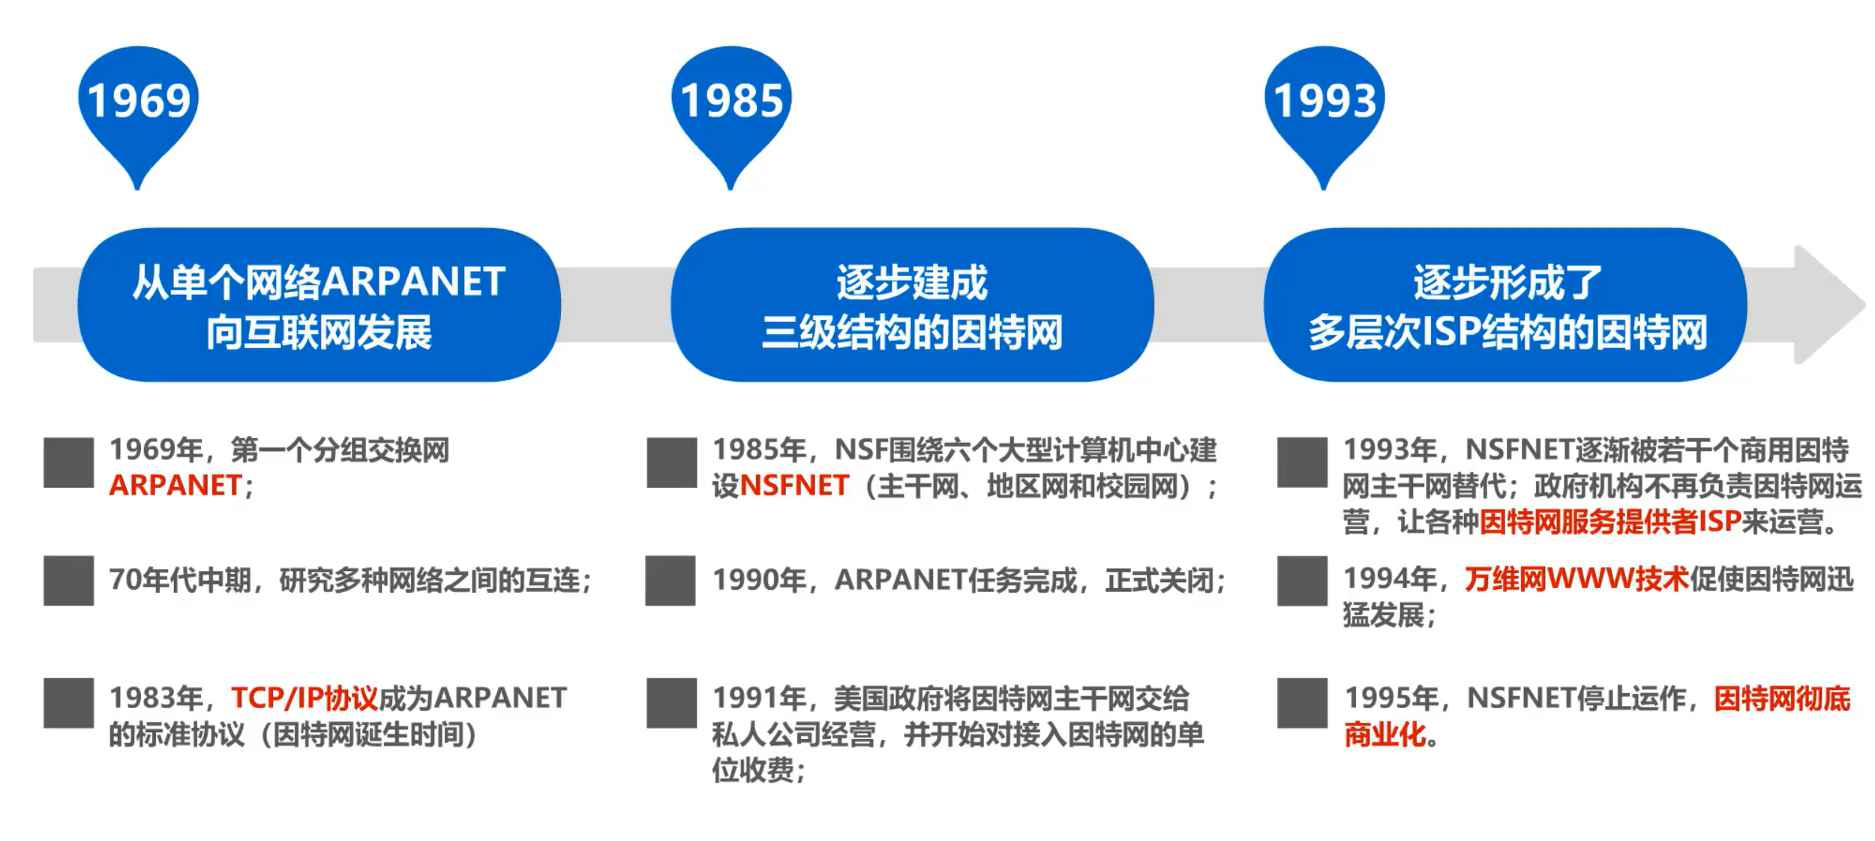 1969
1985
1993
从单个网络ARPANET
向互联网发展
逐步建成
三级结构的因特网
逐步形成了
多层次ISP结构的因特网
1969年，第一个分组交换网
ARPANET；
70年代中期，研究多种网络之间的互连；
1983年，TCP/IP协议成为ARPANET
的标准协议（因特网诞生时间）
1985年，NSF围绕六个大型计算机中心建
设NSFNET（主干网、地区网和校园网）；
1990年，ARPANET任务完成，正式关闭；
1991年，美国政府将因特网主干网交给
私人公司经营，并开始对接入因特网的单
位收费；
1993年，NSFNET逐渐被若干个商用因特
网主干网替代；政府机构不再负责因特网运
营，让各种因特网服务提供者ISP来运营。
1994年，万维网WWW技术促使因特网迅
猛发展；
1995年，NSFNET停止运作，因特网彻底
商业化。